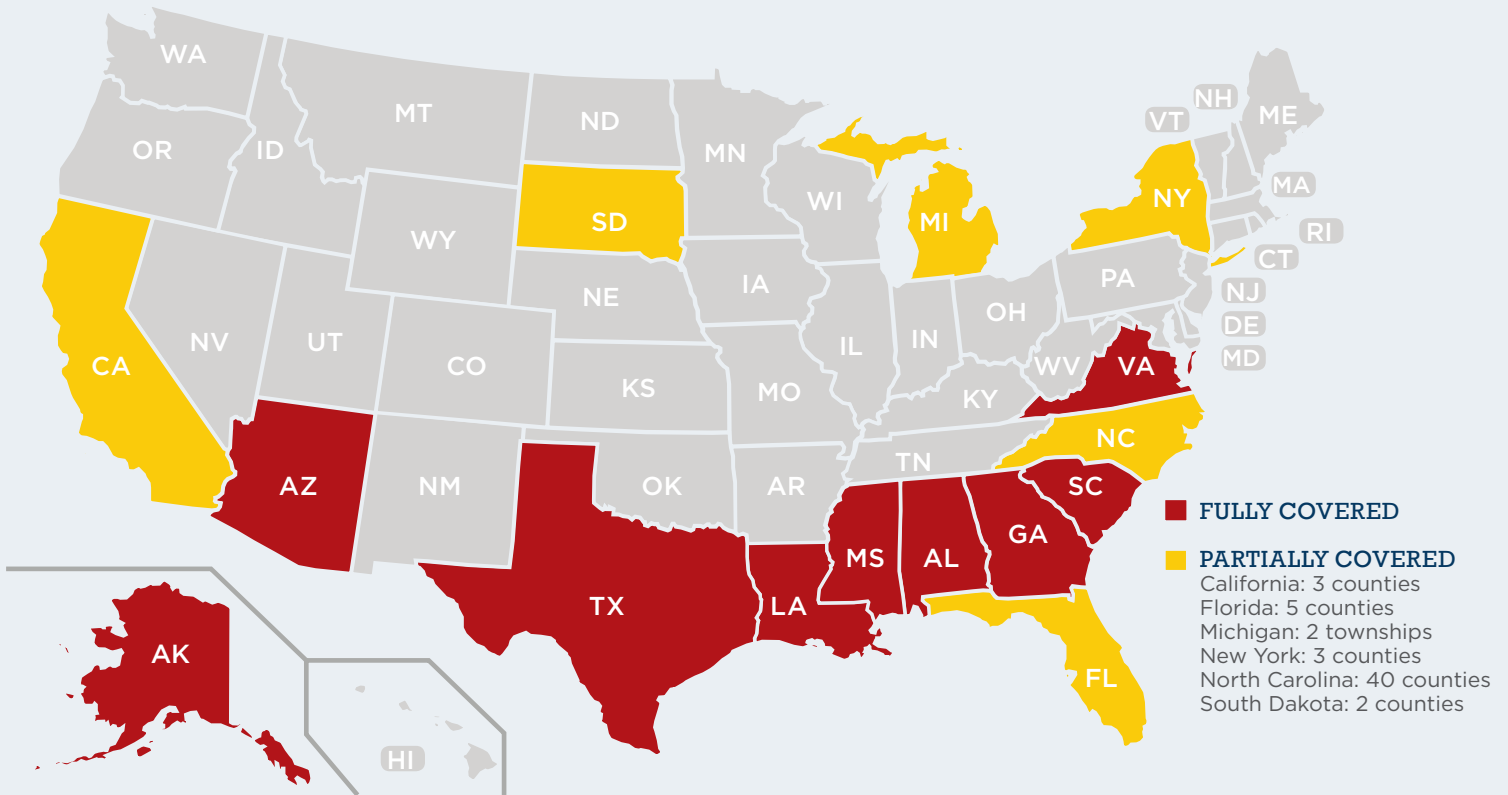 WA
MT
ND
MN
OR
ID
WY
SD
WI
MI
NY
VT
NH
ME
MA
RI
CT
NJ
DE
MD
PA
IA
NE
NV
UT
CO
KS
MO
IL
IN
OH
WV
VA
KY
CA
AZ
NM
OK
AR
TN
NC
SC
TX
LA
MS
AL
GA
FL
AK
HI
FULLY COVERED
PARTIALLY COVERED
California: 3 counties
Florida: 5 counties
Michigan: 2 townships
New York: 3 counties
North Carolina: 40 counties
South Dakota: 2 counties